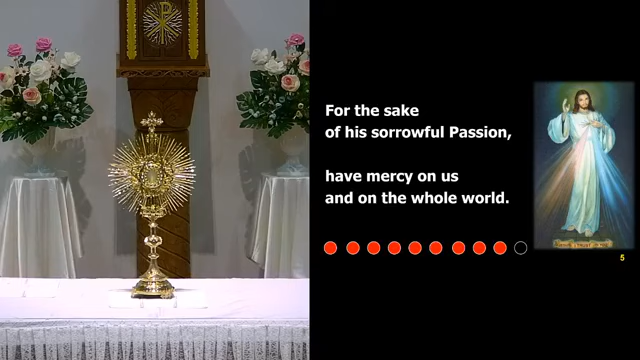 For the sake
of his sorrowful Passion,
have mercy on us
and on the whole world.
5